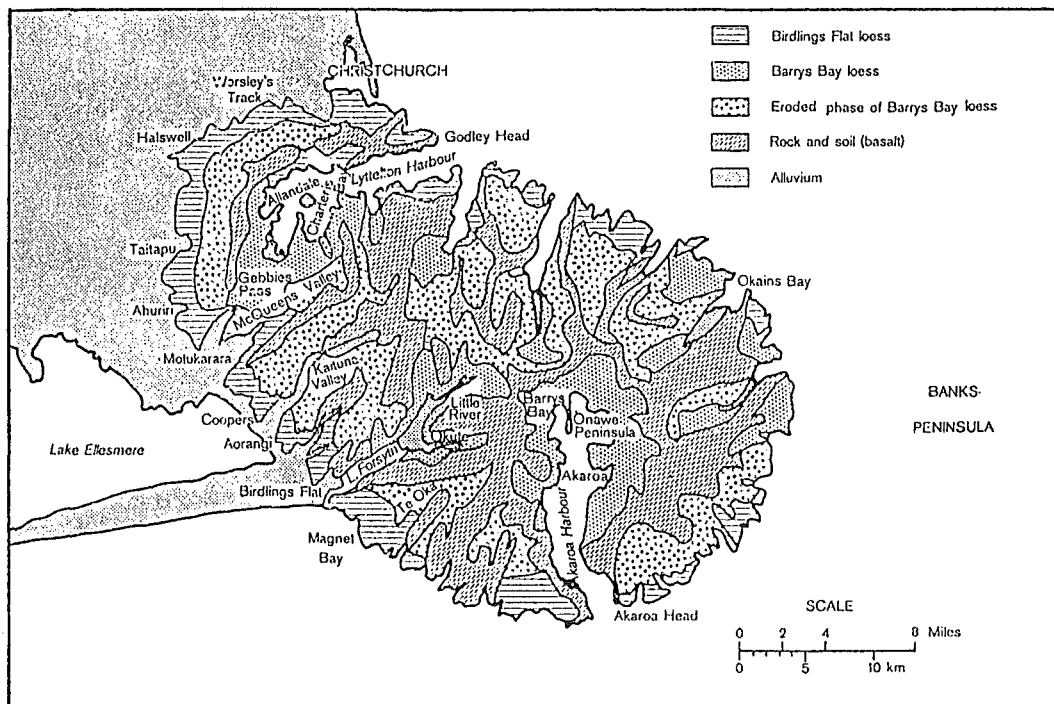 Birdlings Flat loess
Barrys Bay loess
Eroded phase of Barrys Bay loess
Rock and soil (basalt)
Alluvium
CHRISTCHURCH
Worsley's
Track
Halswell
Godley Head
Lyttelton Harbour
Allandale
Charteris Bay
Taitapu
Gebbies
Pass
McQueens Valley
Ahuriri
Okains Bay
Motukarara
Kaituna
Valley
Little
River
Barrys
Bay
Onawe
Peninsula
BANKS-
PENINSULA
Coopers
Aorangi
Okute
Lake Ellesmere
Forsyth
Akaroa
Birdlings Flat
Te Oka
Magnet
Bay
Akaroa Harbour
Akaroa Head
SCALE
0 2 4 8 Miles
0 5 10 km